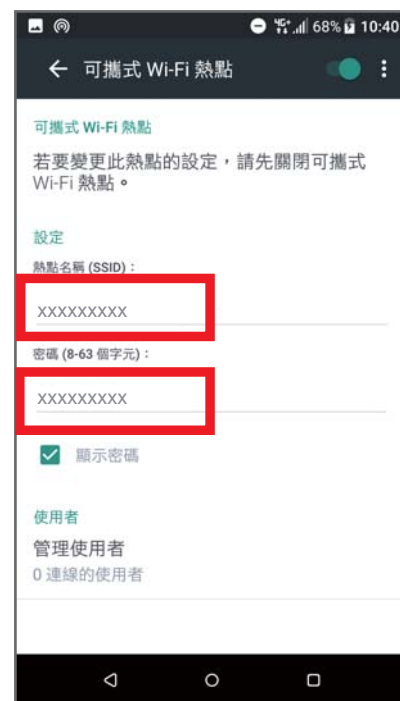 4G+ 68% 10:40
可攜式 Wi-Fi 熱點
可攜式 Wi-Fi 熱點
若要變更此熱點的設定，請先關閉可攜式
Wi-Fi 熱點。
設定
熱點名稱 (SSID)：
xxxxxxxxx
密碼 (8-63 個字元)：
xxxxxxxxx
顯示密碼
使用者
管理使用者
0 連線的使用者